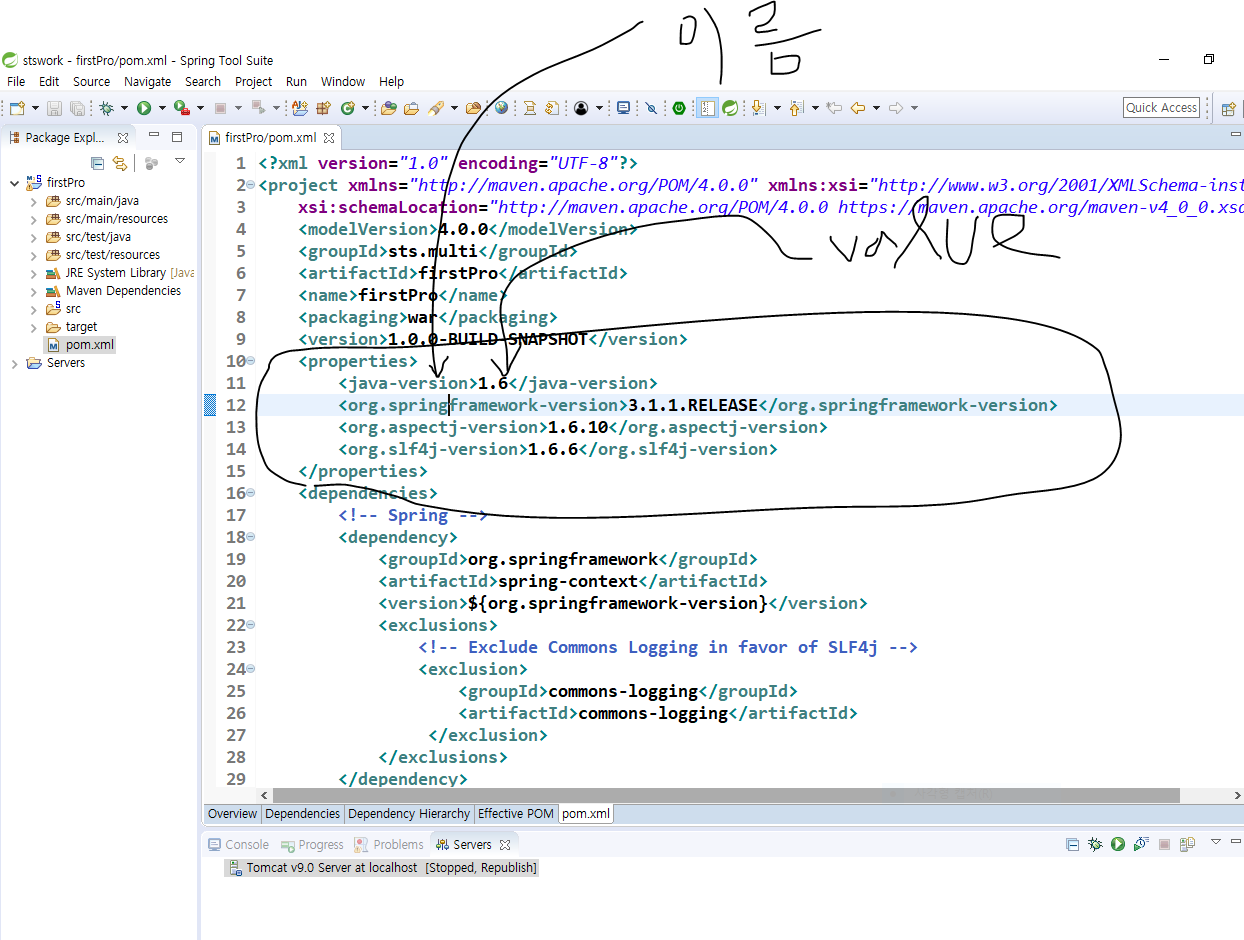 이름
stswork - firstPro/pom.xml - Spring Tool Suite
File Edit Source Navigate Search Project Run Window Help
Quick Access
Package Expl...
firstPro/pom.xml
firstPro
src/main/java
src/main/resources
src/test/java
src/test/resources
JRE System Library [Java
Maven Dependencies
src
target
pom.xml
Servers
1 <?xml version="1.0" encoding="UTF-8"?>
2 <project xmlns="http://maven.apache.org/POM/4.0.0" xmlns:xsi="http://www.w3.org/2001/XMLSchema-inst
3 xsi:schemaLocation="http://maven.apache.org/POM/4.0.0 https://maven.apache.org/maven-v4_0_0.xsd
4 <modelVersion>4.0.0</modelVersion>
value
5 <groupId>sts.multi</groupId>
6 <artifactId>firstPro</artifactId>
7 <name>firstPro</name>
8 <packaging>war</packaging>
9 <version>1.0.0-BUILD-SNAPSHOT</version>
10 <properties>
11 <java-version>1.6</java-version>
12 <org.springframework-version>3.1.1.RELEASE</org.springframework-version>
13 <org.aspectj-version>1.6.10</org.aspectj-version>
14 <org.slf4j-version>1.6.6</org.slf4j-version>
15 </properties>
16 <dependencies>
17 <!-- Spring -->
18 <dependency>
19 <groupId>org.springframework</groupId>
20 <artifactId>spring-context</artifactId>
21 <version>${org.springframework-version}</version>
22 <exclusions>
23 <!-- Exclude Commons Logging in favor of SLF4j -->
24 <exclusion>
25 <groupId>commons-logging</groupId>
26 <artifactId>commons-logging</artifactId>
27 </exclusion>
28 </exclusions>
29 </dependency>
Overview Dependencies Dependency Hierarchy Effective POM pom.xml
Console Progress Problems Servers
Tomcat v9.0 Server at localhost [Stopped, Republish]